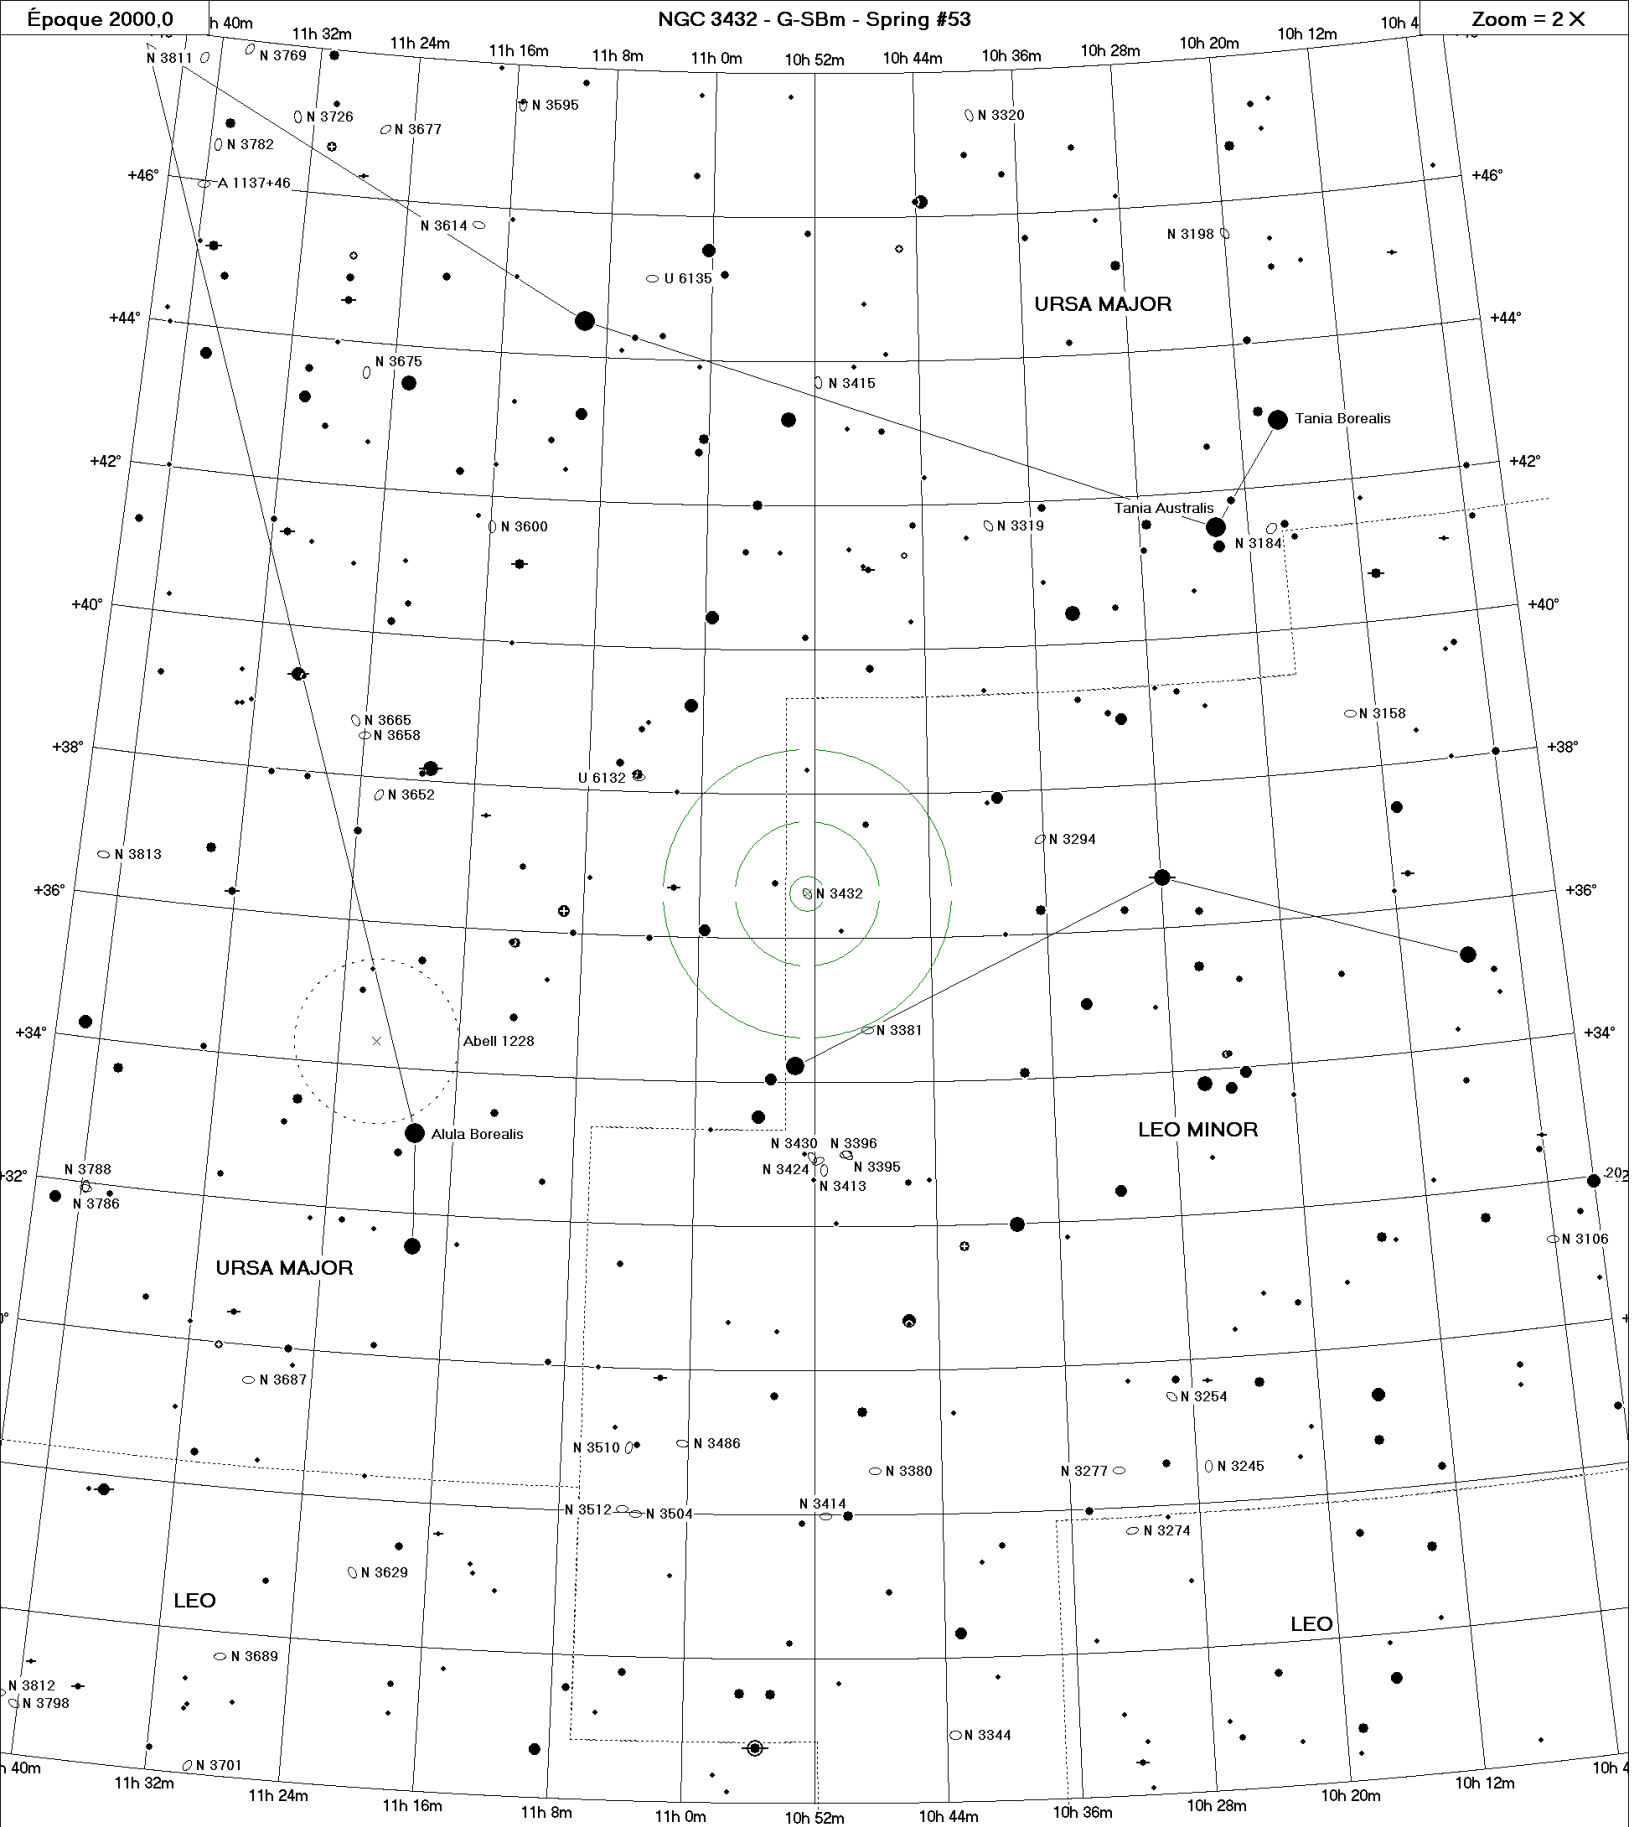 Époque 2000,0
NGC 3432 - G-SBm - Spring #53
Zoom = 2 X
h 40m
11h 32m
11h 24m
11h 16m
11h 8m
11h 0m
10h 52m
10h 44m
10h 36m
10h 28m
10h 20m
10h 12m
10h 4
N 3811
N 3769
N 3595
N 3726
N 3677
N 3320
N 3782
+46°
A 1137+46
+46°
N 3614
N 3198
U 6135
URSA MAJOR
+44°
+44°
N 3675
N 3415
Tania Borealis
+42°
+42°
Tania Australis
N 3600
N 3319
N 3184
+40°
+40°
N 3665
N 3658
N 3158
+38°
+38°
U 6132
N 3652
N 3294
N 3813
+36°
N 3432
+36°
N 3381
+34°
+34°
Abell 1228
Alula Borealis
LEO MINOR
N 3430
N 3396
N 3424
N 3395
N 3413
N 3788
+32°
N 3786
20
N 3106
URSA MAJOR
N 3687
N 3254
N 3510
N 3486
N 3380
N 3277
N 3245
N 3512
N 3504
N 3414
N 3274
N 3629
LEO
LEO
N 3689
N 3812
N 3798
N 3344
N 3701
h 40m
11h 32m
11h 24m
11h 16m
11h 8m
11h 0m
10h 52m
10h 44m
10h 36m
10h 28m
10h 20m
10h 12m
10h 4